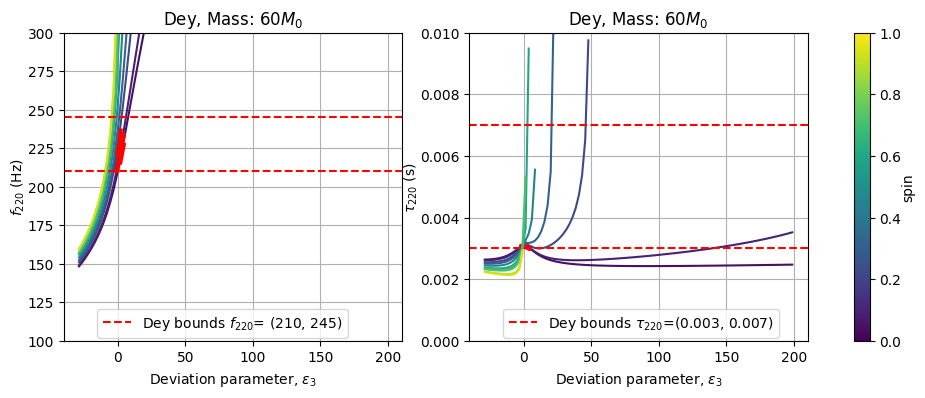 Dey, Mass: 60M₀
300
275
250
225
200
175
150
125
100
f₂₂₀ (Hz)
0 50 100 150 200
Deviation parameter, ε₃
Dey bounds f₂₂₀= (210, 245)
Dey, Mass: 60M₀
0.010
0.008
0.006
0.004
0.002
0.000
τ₂₂₀ (s)
0 50 100 150 200
Deviation parameter, ε₃
Dey bounds τ₂₂₀=(0.003, 0.007)
1.0
0.8
0.6
0.4
0.2
0.0
spin